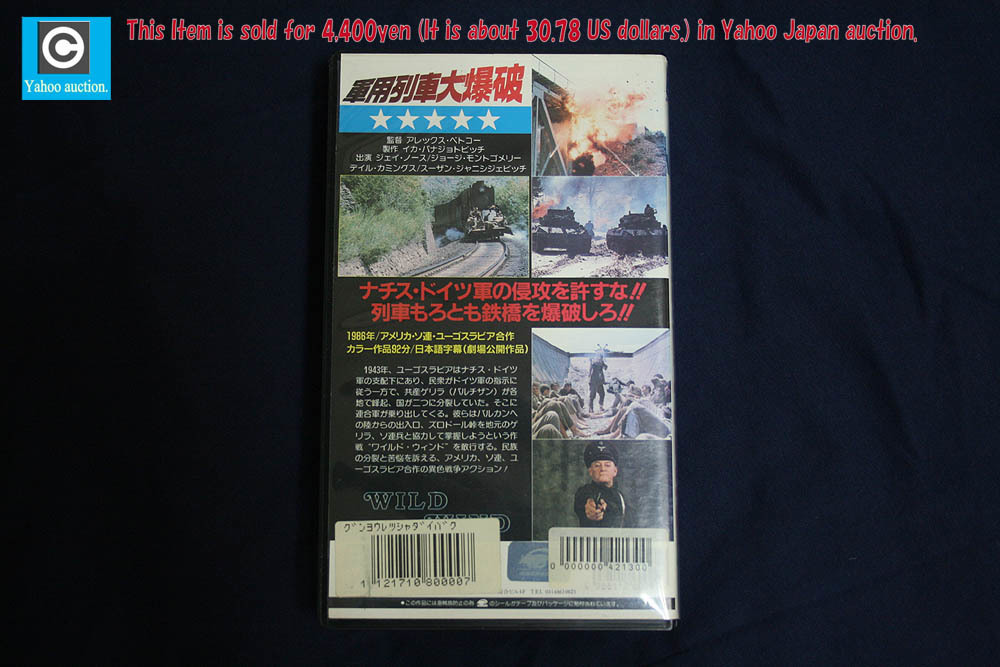 This Item is sold for 4,400yen (It is about 30.78 US dollars.) in Yahoo Japan auction.
C
Yahoo auction.
軍用列車大爆破
★★★★★
監督 アレックス・ペトコー
製作 イカ・パナジョトビッチ
出演 ジェイ・ノース/ジョージ・モントゴメリー
デイル・カミングス/スーザン・ジャニシジェビッチ
ナチス・ドイツ軍の侵攻を許すな!!
列車もろとも鉄橋を爆破しろ!!
1986年/アメリカ・ソ連・ユーゴスラビア合作
カラー作品92分/日本語字幕(劇場公開作品)
1943年、ユーゴスラビアはナチス・ドイツ
軍の支配下にあり、民衆がドイツ軍の指示に
従う一方で、共産ゲリラ(パルチザン)が各
地で蜂起、国が二つに分裂していた。そこに
連合軍が乗り出してくる。彼らはバルカンへ
の陸からの出入口、ズロドール峠を地元のゲ
リラ、ソ連兵と協力して掌握しようという作
戦“ワイルド・ウィンド”を敢行する。民族
の分裂と苦悩を訴える、アメリカ、ソ連、ユ
ーゴスラビア合作の異色戦争アクション!
WILD
WIND
グンヨウレツシャダイバク
1 121710 800007
0 000000 421300